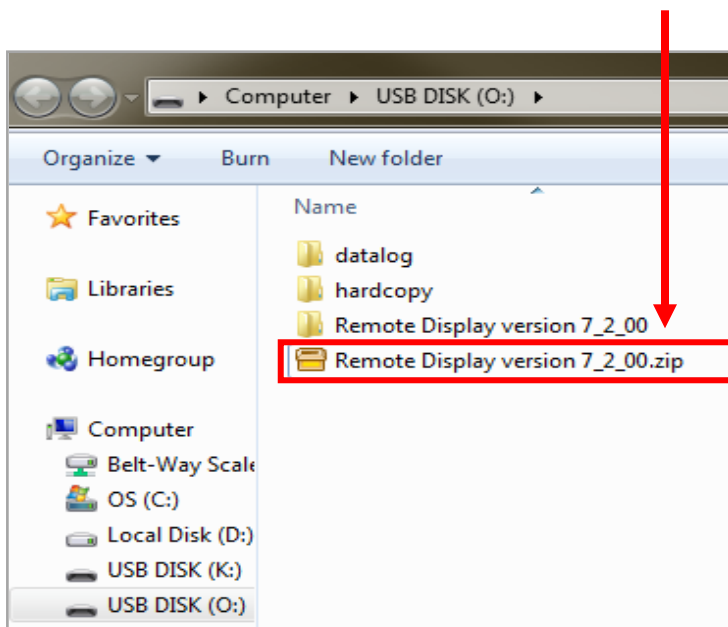 Computer ▸ USB DISK (O:) ▸
Organize ▾ Burn New folder
Favorites
Libraries
Homegroup
Computer
Belt-Way Scale
OS (C:)
Local Disk (D:)
USB DISK (K:)
USB DISK (O:)
Name
datalog
hardcopy
Remote Display version 7_2_00
Remote Display version 7_2_00.zip